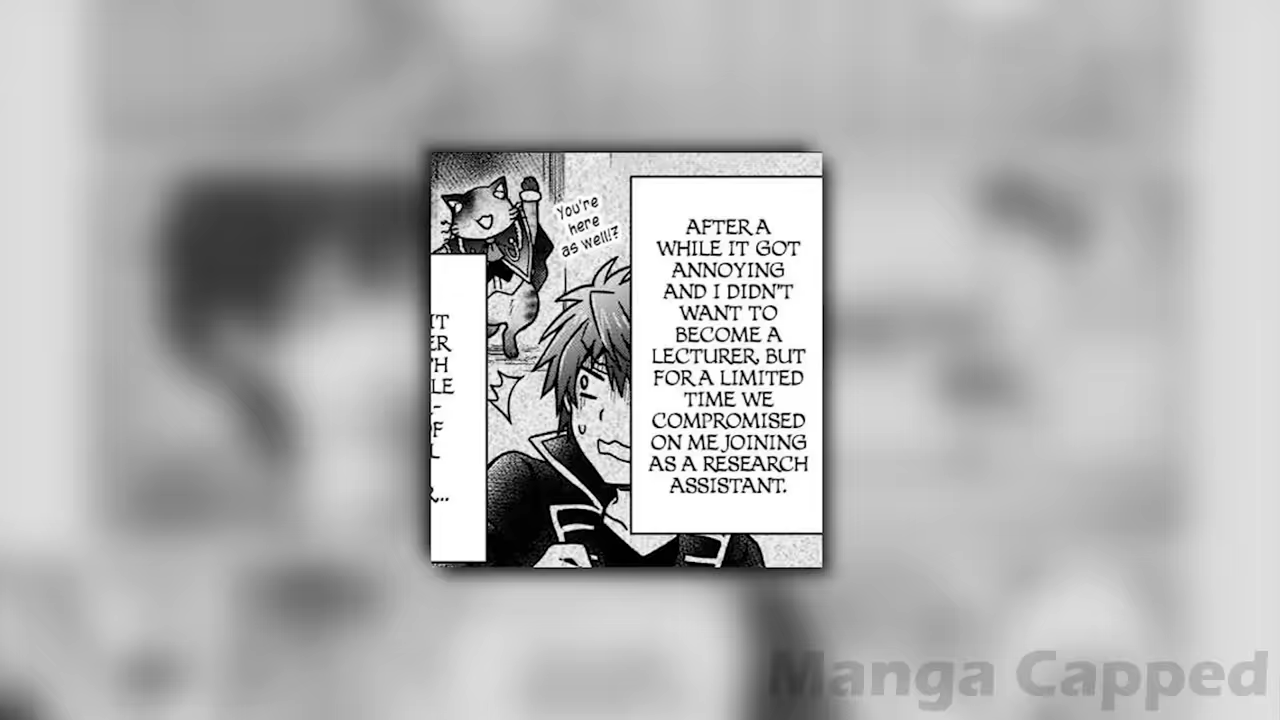 You're
here
as well!?
AFTER A
WHILE IT GOT
ANNOYING
AND I DIDN'T
WANT TO
BECOME A
LECTURER, BUT
FOR A LIMITED
TIME WE
COMPROMISED
ON ME JOINING
AS A RESEARCH
ASSISTANT.
Manga Capped